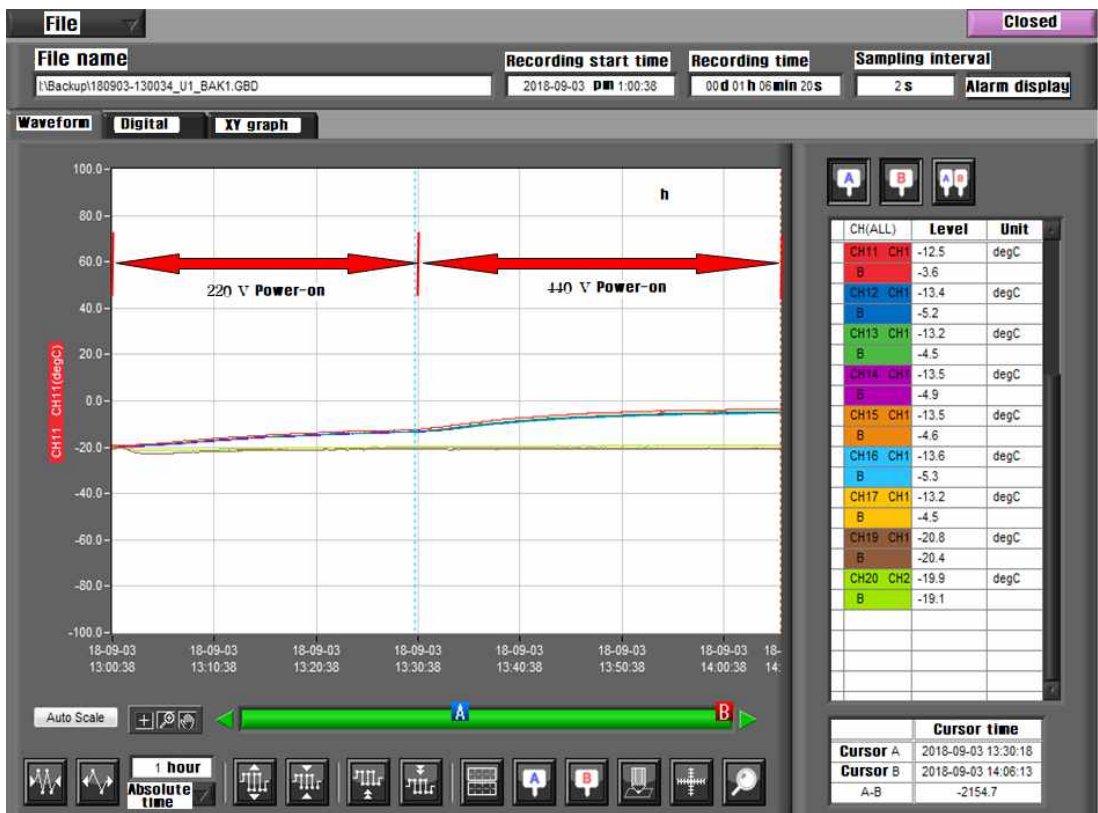 File
Closed
File name
Recording start time
Recording time
Sampling interval
I:\Backup\180903-130034_U1_BAK1.GBD
2018-09-03 pm 1:00:38
00d 01h 06min 20s
2 s
Alarm display
Waveform
Digital
XY graph
100.0
80.0
60.0
40.0
20.0
0.0
-20.0
-40.0
-60.0
-80.0
-100.0
CH11 CH11(degC)
h
220 V Power-on
440 V Power-on
18-09-03 18-09-03 18-09-03 18-09-03 18-09-03 18-09-03 18-09-03 18-
13:00:38 13:10:38 13:20:38 13:30:38 13:40:38 13:50:38 14:00:38 14:
A
B
A B
CH(ALL) Level Unit
CH11 CH1 -12.5 degC
B -3.6
CH12 CH1 -13.4 degC
B -5.2
CH13 CH1 -13.2 degC
B -4.5
CH14 CH1 -13.5 degC
B -4.9
CH15 CH1 -13.5 degC
B -4.6
CH16 CH1 -13.6 degC
B -5.3
CH17 CH1 -13.2 degC
B -4.5
CH19 CH1 -20.8 degC
B -20.4
CH20 CH2 -19.9 degC
B -19.1
Auto Scale
A
B
1 hour
Absolute
time
A
B
Cursor time
Cursor A 2018-09-03 13:30:18
Cursor B 2018-09-03 14:06:13
A-B -2154.7